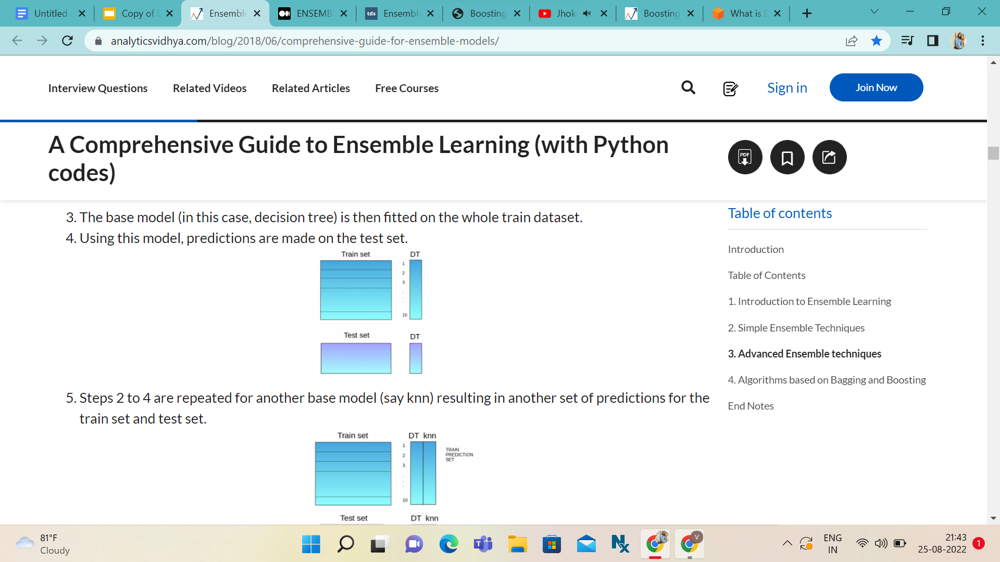 Untitled
Copy of
Ensemble
ENSEMB
tds Ensembl
Boosting
Jhok
Boosting
What is
analyticsvidhya.com/blog/2018/06/comprehensive-guide-for-ensemble-models/
Interview Questions
Related Videos
Related Articles
Free Courses
Sign in
Join Now
A Comprehensive Guide to Ensemble Learning (with Python
codes)
PDF
3. The base model (in this case, decision tree) is then fitted on the whole train dataset.
4. Using this model, predictions are made on the test set.
Train set DT
1
2
3
.
.
.
10
Test set DT
5. Steps 2 to 4 are repeated for another base model (say knn) resulting in another set of predictions for the
train set and test set.
Train set DT knn
1
2
3
.
.
.
10
TRAIN
PREDICTION
SET
Test set DT knn
Table of contents
Introduction
Table of Contents
1. Introduction to Ensemble Learning
2. Simple Ensemble Techniques
3. Advanced Ensemble techniques
4. Algorithms based on Bagging and Boosting
End Notes
81°F
Cloudy
T
Nx
V
ENG
IN
21:43
25-08-2022
1